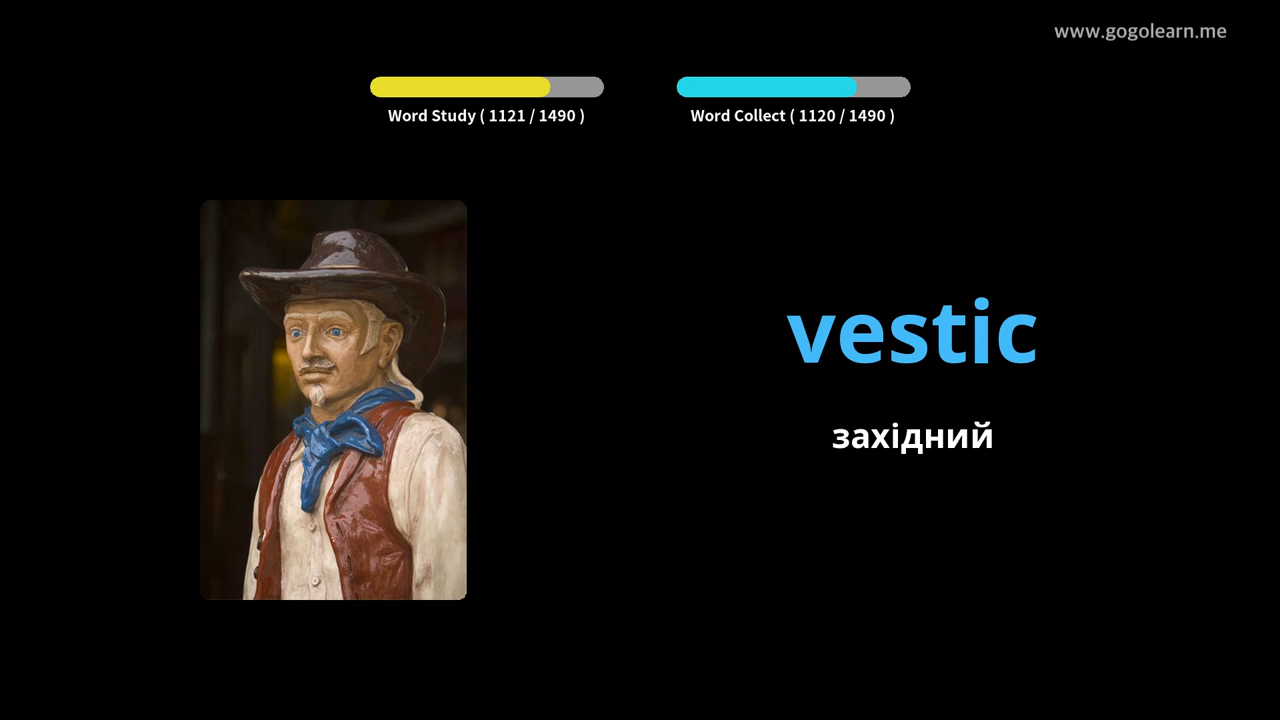 www.gogolearn.me
Word Study ( 1121 / 1490 )
Word Collect ( 1120 / 1490 )
vestic
західний